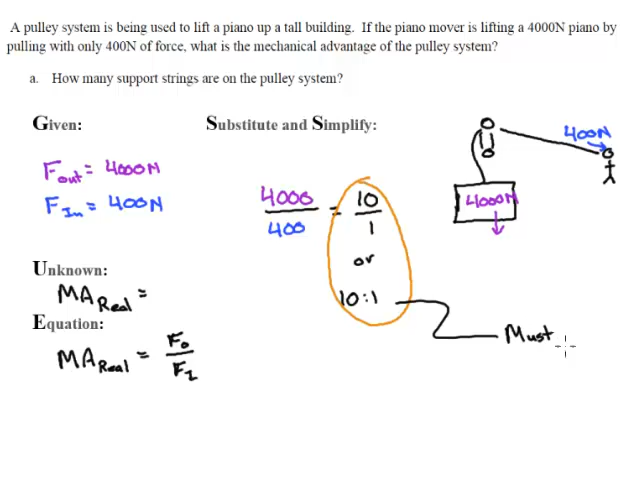 A pulley system is being used to lift a piano up a tall building. If the piano mover is lifting a 4000N piano by
pulling with only 400N of force, what is the mechanical advantage of the pulley system?
a. How many support strings are on the pulley system?
Given:
Fout = 4000N
FIn = 400N
Unknown:
MAReal =
Equation:
MAReal = Fo/FI
Substitute and Simplify:
4000/400 = 10/1
or
10:1
Must
400N
4000N